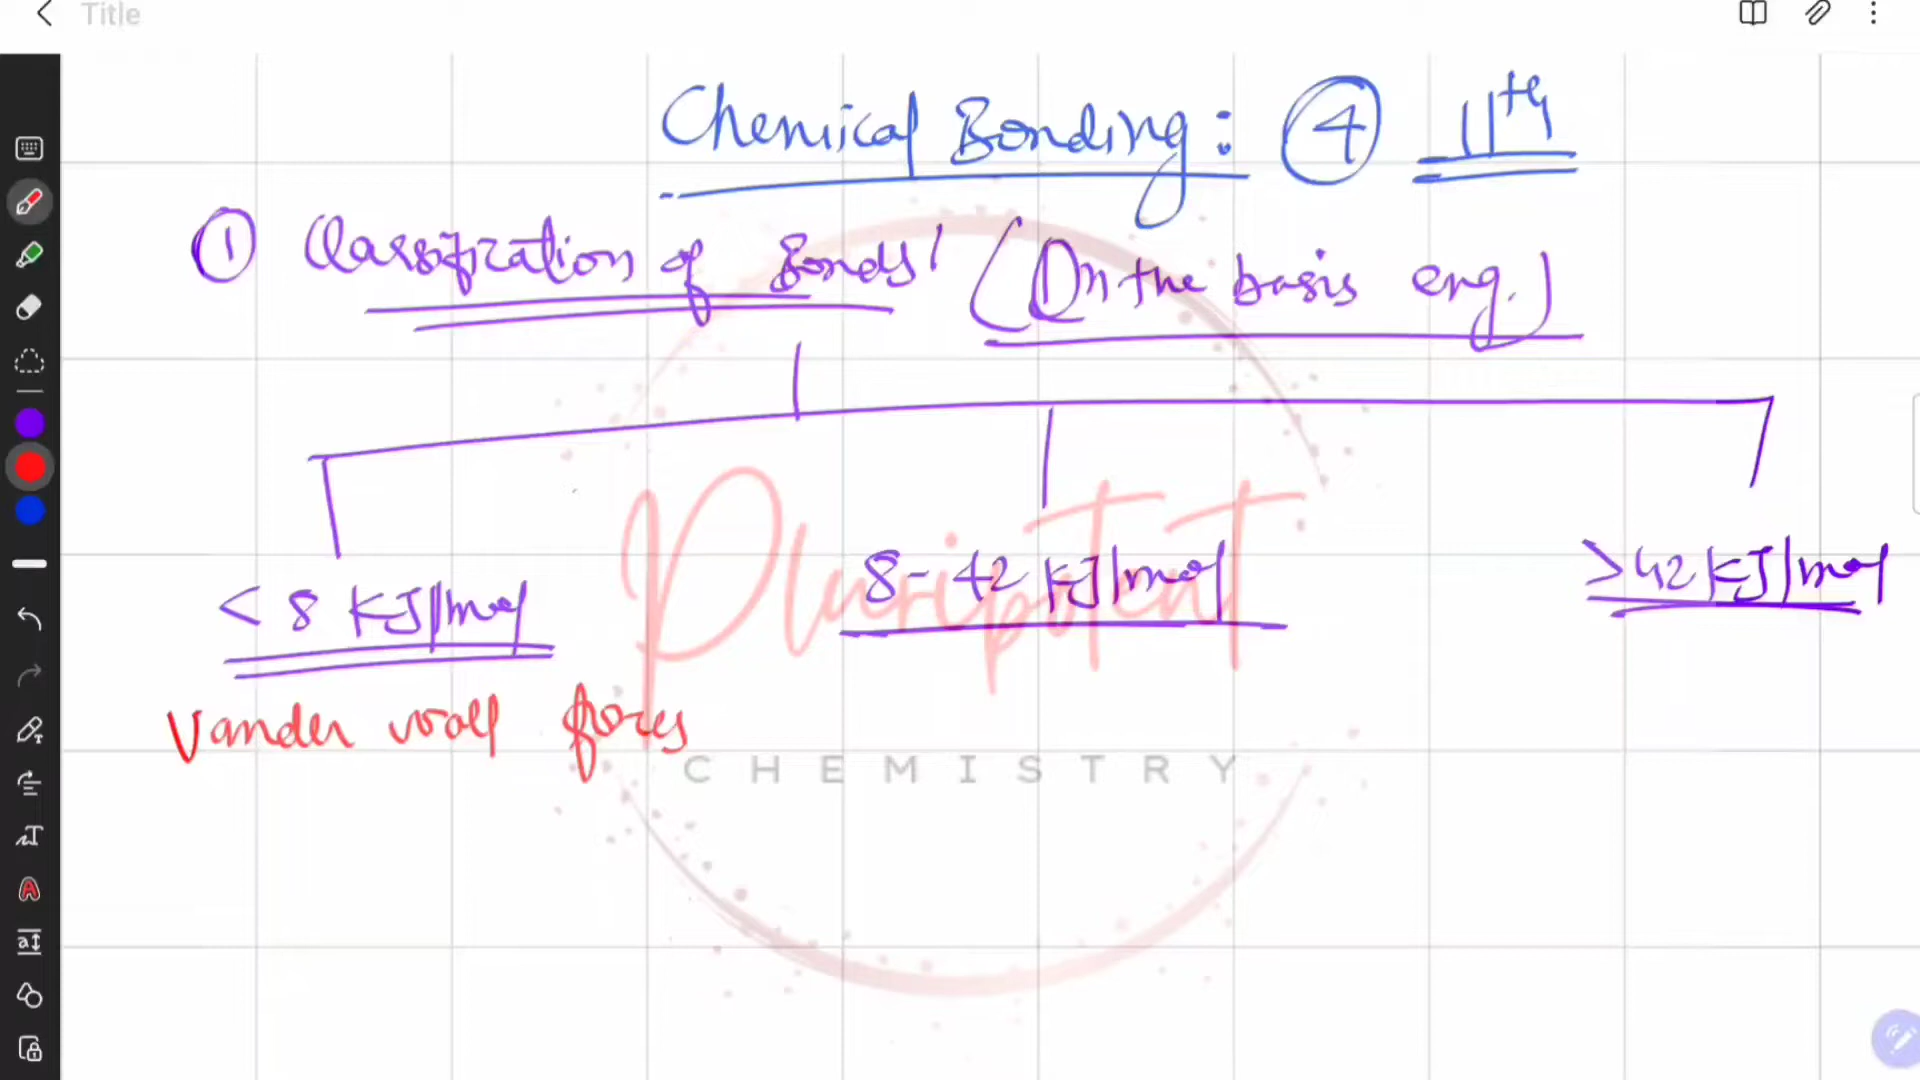 Title
Chemical Bonding: ④ 11th
① Classification of Bonds' (On the basis eng.)
< 8 KJ/mol
8-42 KJ/mol
>42 KJ/mol
Vander waal forces
Pluripotent
CHEMISTRY